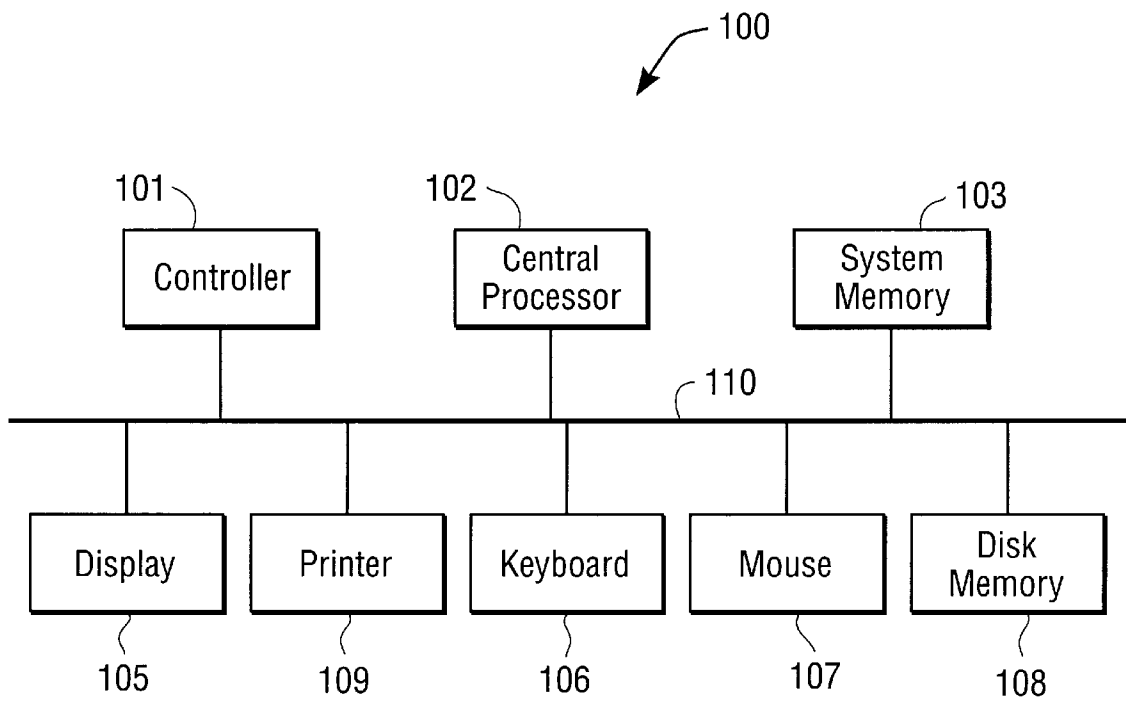 100
101
102
103
Controller
Central
Processor
System
Memory
110
Display
Printer
Keyboard
Mouse
Disk
Memory
105
109
106
107
108